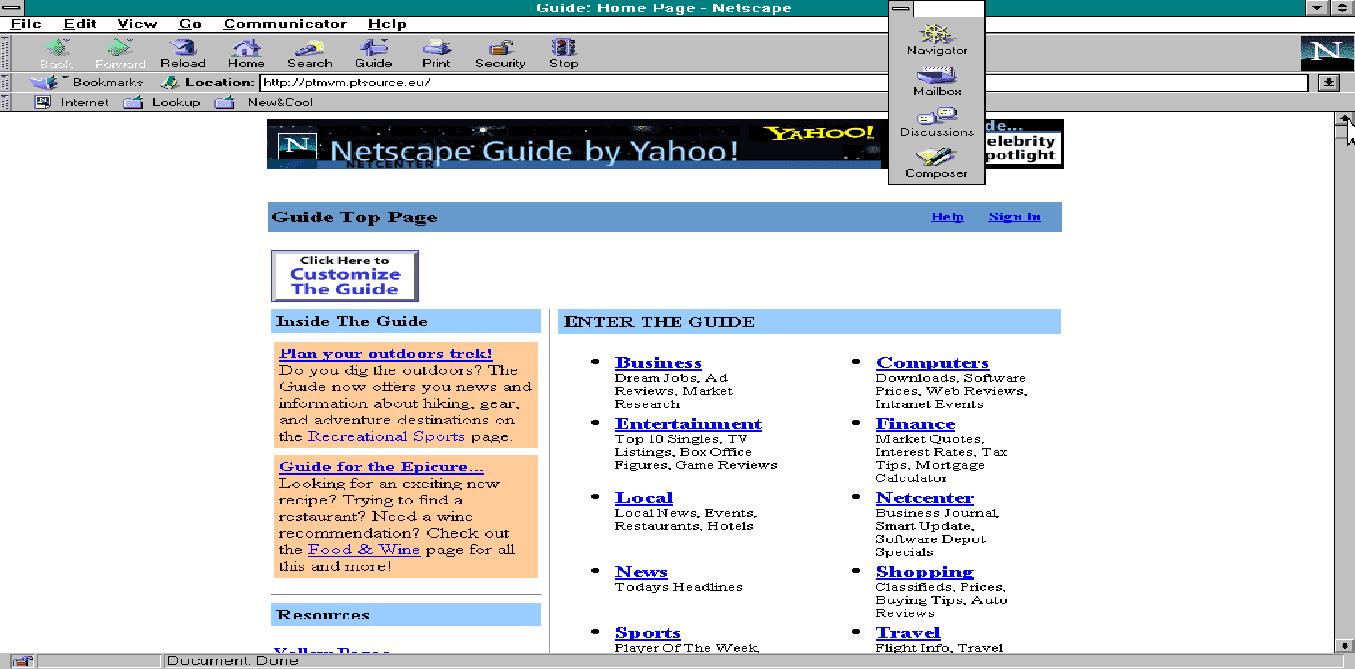 Guide: Home Page - Netscape
File Edit View Go Communicator Help
Back Forward Reload Home Search Guide Print Security Stop
N
Bookmarks Location: http://ptmvm.ptsource.eu/
Internet Lookup New&Cool
Navigator
Mailbox
Discussions
Composer
N Netscape Guide by Yahoo!
NETCENTER
YAHOO!
de...
elebrity
potlight
Guide Top Page Help Sign In
Click Here to
Customize
The Guide
Inside The Guide
Plan your outdoors trek!
Do you dig the outdoors? The
Guide now offers you news and
information about hiking, gear,
and adventure destinations on
the Recreational Sports page.
Guide for the Epicure...
Looking for an exciting new
recipe? Trying to find a
restaurant? Need a wine
recommendation? Check out
the Food & Wine page for all
this and more!
Resources
Yellow Pages
ENTER THE GUIDE
Business
Dream Jobs, Ad
Reviews, Market
Research
Computers
Downloads, Software
Prices, Web Reviews,
Intranet Events
Entertainment
Top 10 Singles, TV
Listings, Box Office
Figures, Game Reviews
Finance
Market Quotes,
Interest Rates, Tax
Tips, Mortgage
Calculator
Local
Local News, Events,
Restaurants, Hotels
Netcenter
Business Journal,
Smart Update,
Software Depot
Specials
News
Todays Headlines
Shopping
Classifieds, Prices,
Buying Tips, Auto
Reviews
Sports
Player Of The Week,
Travel
Flight Info, Travel
Document: Done